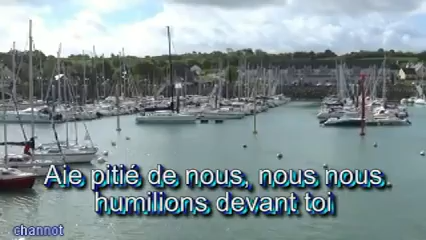 Aie pitié de nous, nous nous
humilions devant toi
channot